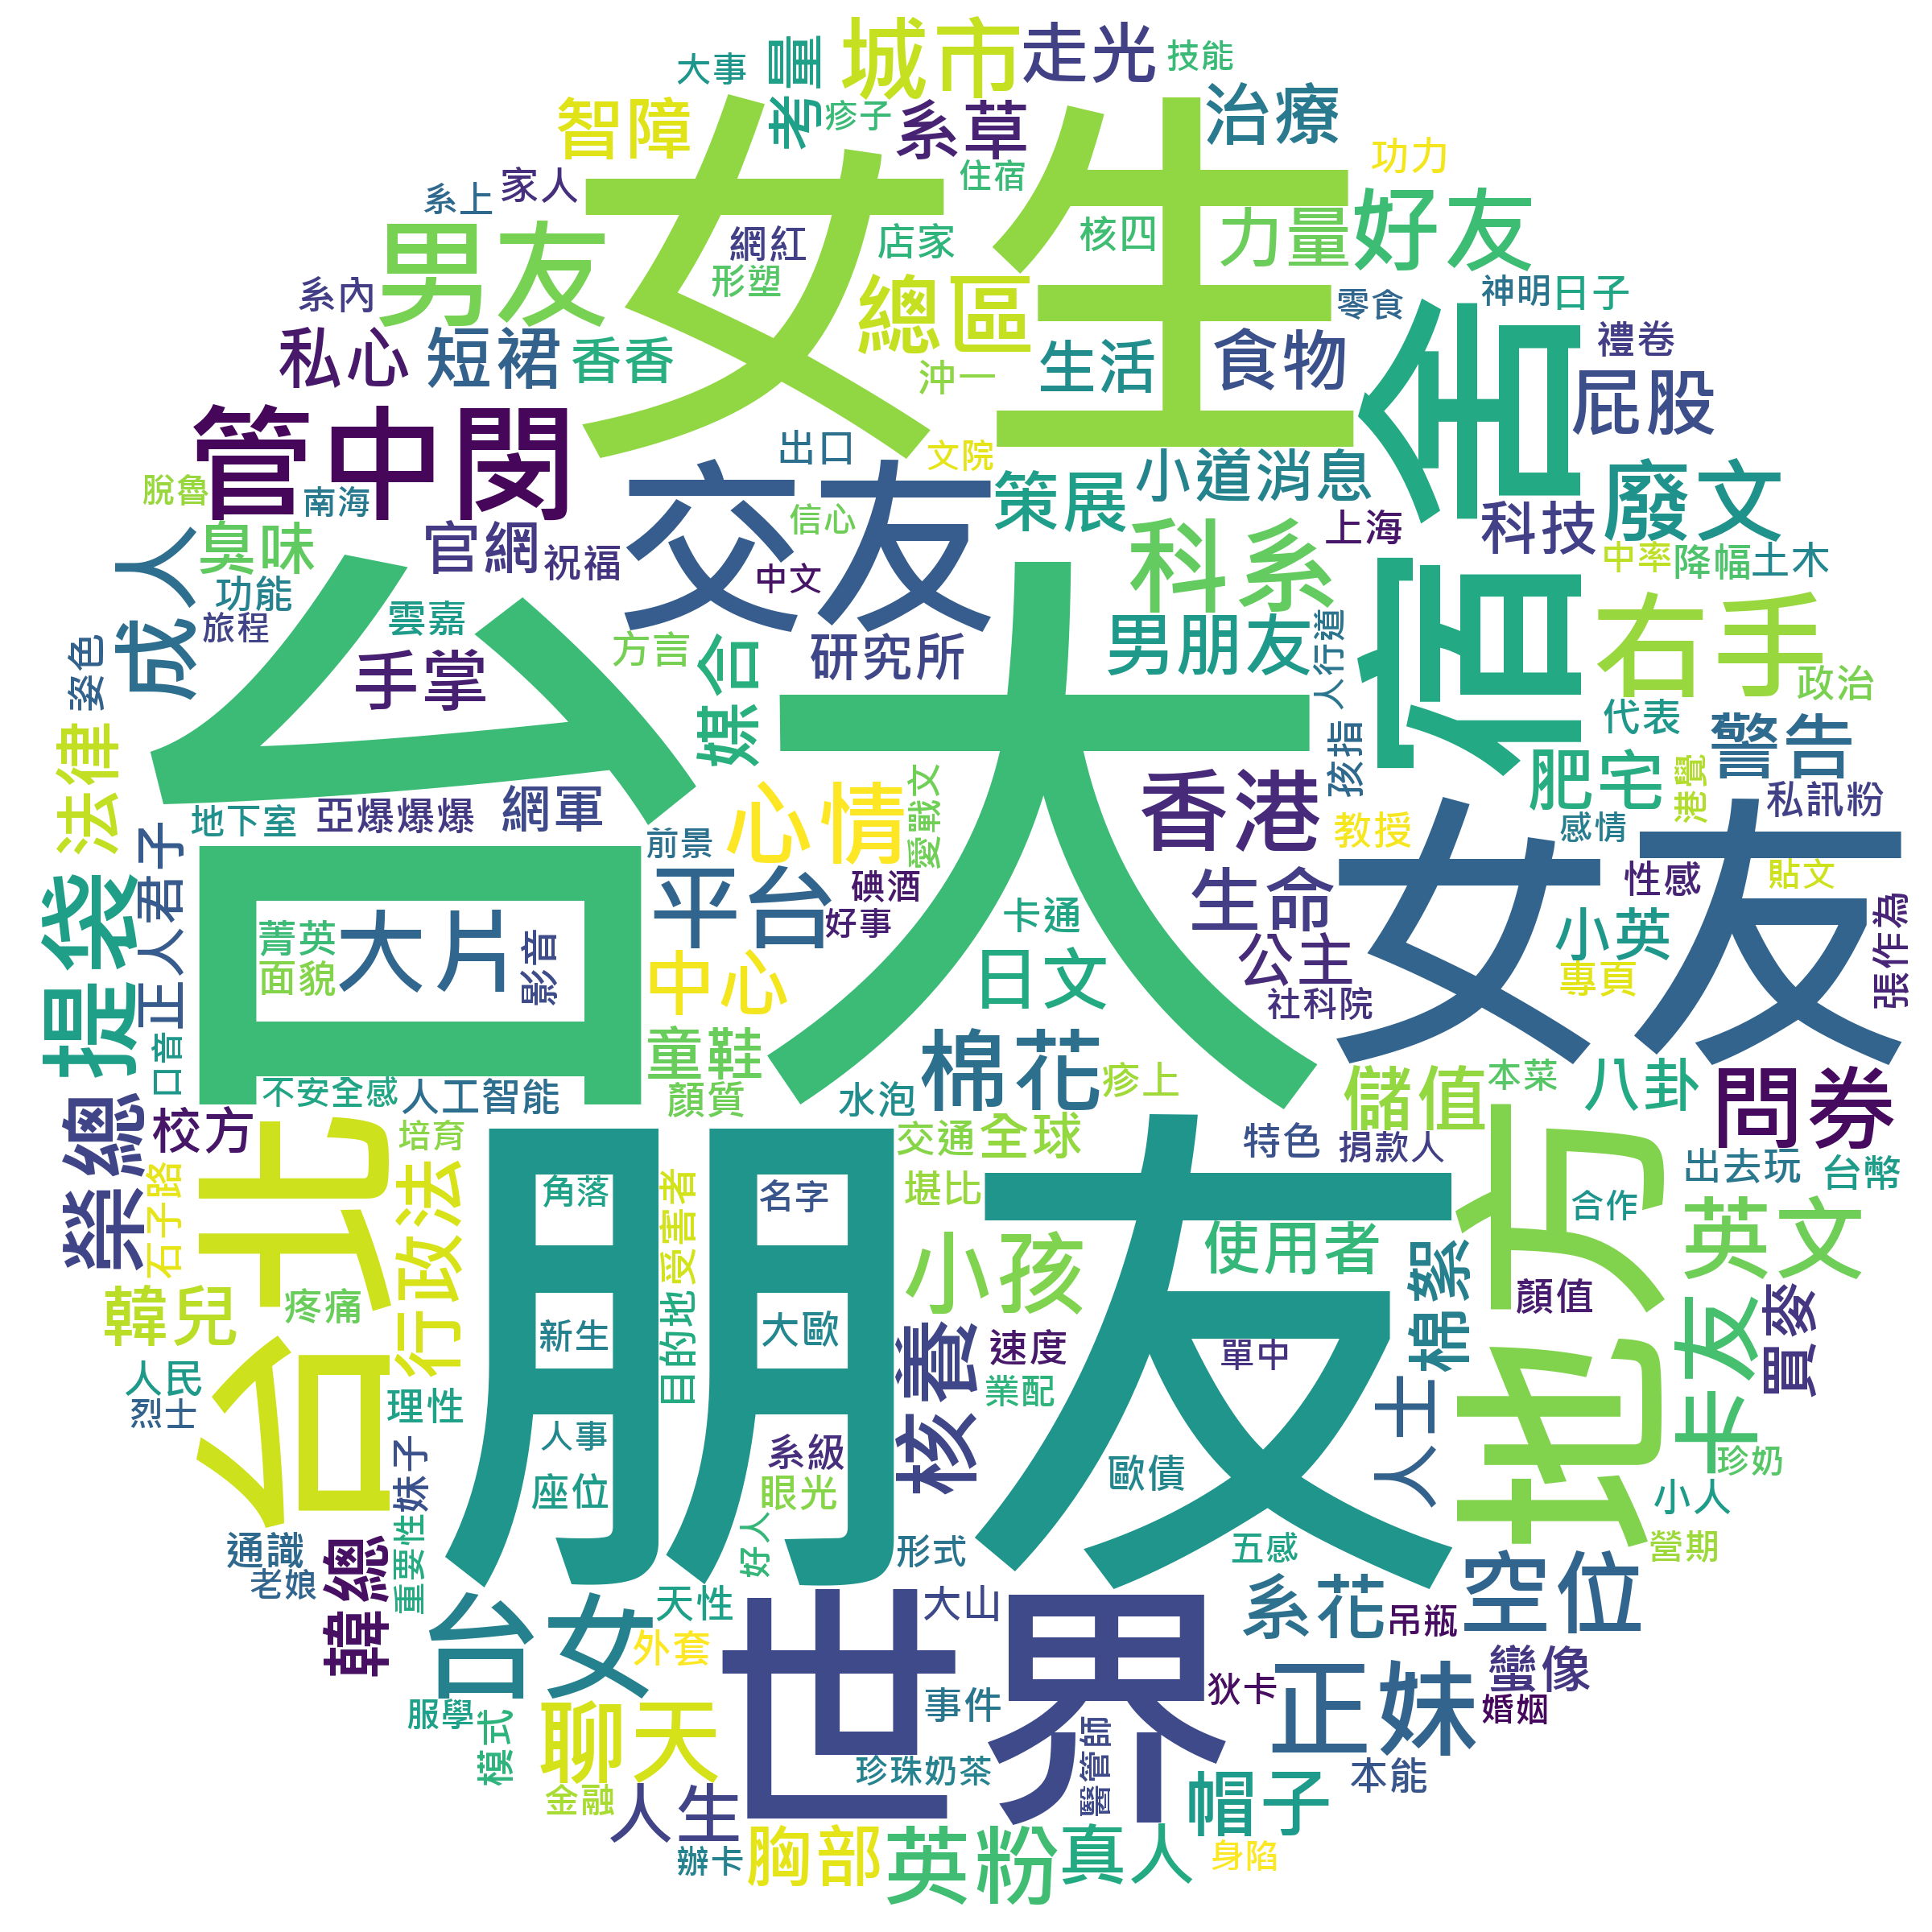 大事
考量
城市
走光
技能
智障
疹子
系草
治療
功力
住宿
系上
家人
男友
女生
網紅
店家
核四
力量
好友
形塑
總區
系內
神明
日子
零食
禮卷
私心
短裙
香香
沖一
生活
食物
宿舍
屁股
管中閔
出口
文院
小道消息
廢文
脫魯
南海
信心
策展
科系
上海
科技
臭味
官網
祝福
交友
中文
中率
降幅
土木
成人
功能
旅程
雲嘉
方言
研究所
男朋友
人行道
右手
姿色
手掌
媒合
政治
代表
孩指
警告
法律
台大
肥宅
港覺
私訊粉
地下室
亞爆爆爆
網軍
前景
心情
愛戰文
香港
教授
感情
正人君子
碘酒
好事
生命
女友
性感
貼文
提袋
菁英
面貌
大片
影音
平台
卡通
公主
小英
張作為
中心
日文
社科院
專頁
口音
童鞋
棉花
疹上
儲值
本菜
八卦
問券
不安全感
人工智能
顏質
水泡
榮總
校方
培育
交通
全球
特色
捐款人
出去玩
台幣
石子路
台北
行政法
角落
受害者
名字
堪比
朋友
地方
合作
英文
韓兒
疼痛
小孩
使用者
棉絮
顏值
買麥
新生
目的地
大歐
核養
速度
單中
卡友
人民
烈士
理性
業配
人士
妹子
人事
系級
歐債
珍奶
座位
眼光
小人
通識
老娘
韓總
重要性
好人
形式
五感
營期
台女
天性
世界
大山
系花
吊瓶
空位
外套
蠻像
服學
模式
聊天
事件
狄卡
正妹
婚姻
珍珠奶茶
醫管師
本能
金融
人生
帽子
辦卡
胸部
英粉
真人
身陷